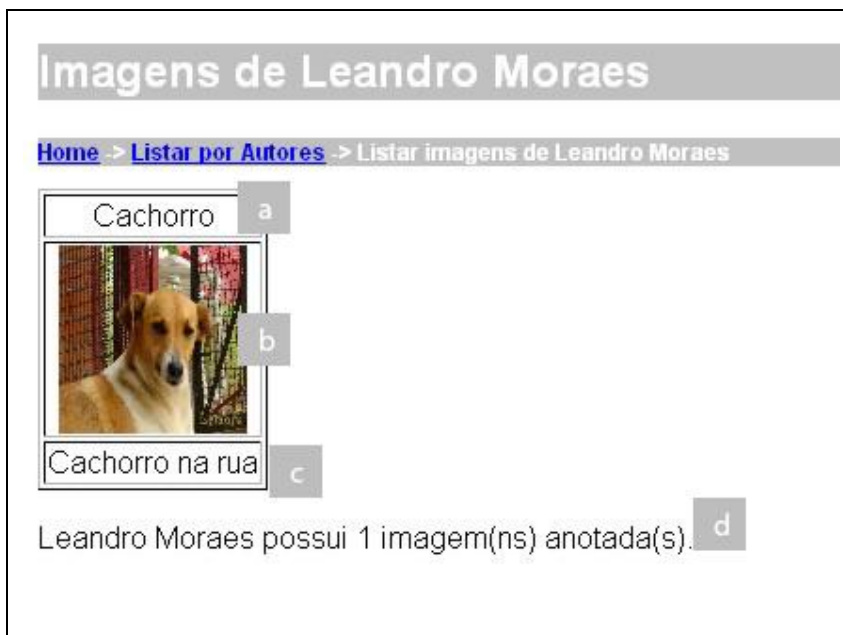 Imagens de Leandro Moraes
Home -> Listar por Autores -> Listar imagens de Leandro Moraes
Cachorro
a
b
Cachorro na rua
c
Leandro Moraes possui 1 imagem(ns) anotada(s).
d